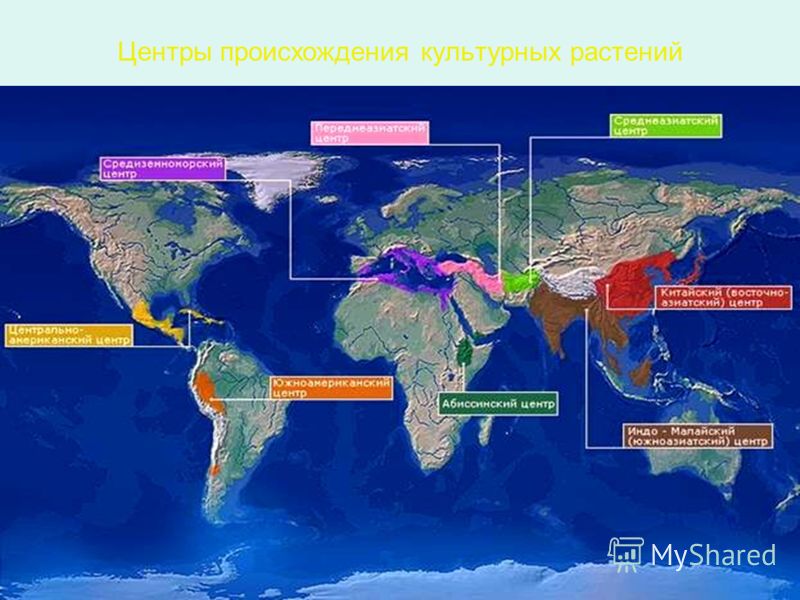 Центры происхождения культурных растений
Среднеазиатский
центр
Переднеазиатский
центр
Средиземноморский
центр
Китайский (восточно-
азиатский) центр
Центрально-
американский центр
Южноамериканский
центр
Абиссинский центр
Индо - Малайский
(южноазиатский) центр
MyShared